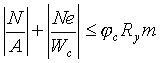 |N/A| + |Ne/W_c| ≤ φ_c R_y m